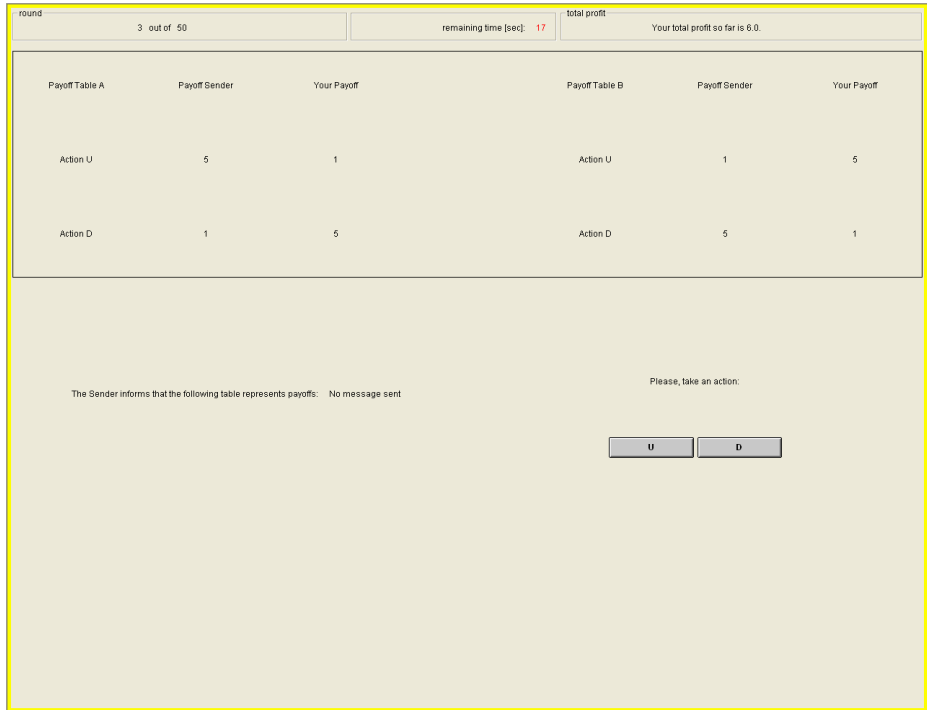 round
3 out of 50
remaining time [sec]: 17
total profit
Your total profit so far is 6.0.
Payoff Table A Payoff Sender Your Payoff Payoff Table B Payoff Sender Your Payoff
Action U 5 1 Action U 1 5
Action D 1 5 Action D 5 1
Please, take an action:
The Sender informs that the following table represents payoffs: No message sent
U D